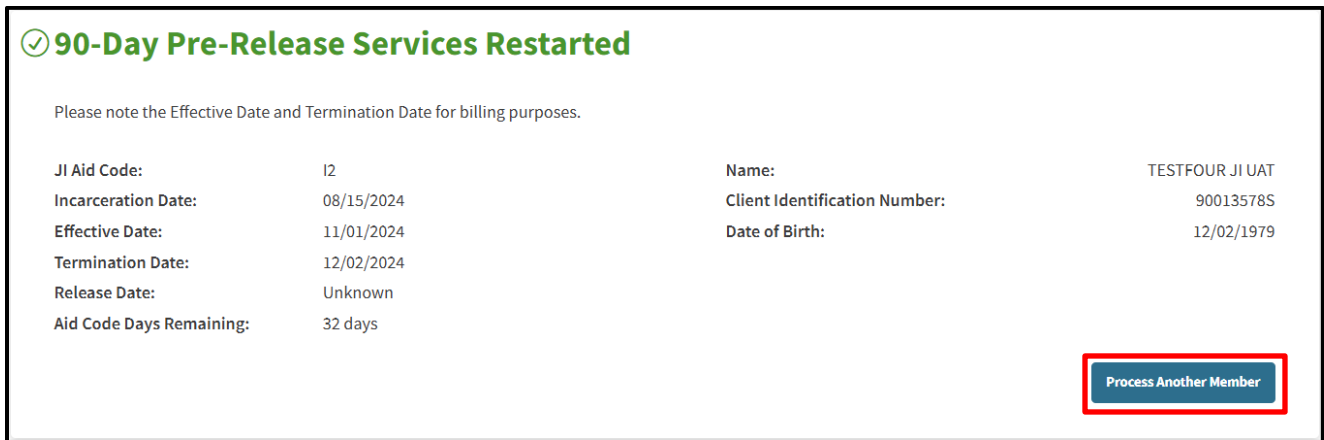 90-Day Pre-Release Services Restarted
Please note the Effective Date and Termination Date for billing purposes.
JI Aid Code: I2
Incarceration Date: 08/15/2024
Effective Date: 11/01/2024
Termination Date: 12/02/2024
Release Date: Unknown
Aid Code Days Remaining: 32 days
Name: TESTFOUR JI UAT
Client Identification Number: 90013578S
Date of Birth: 12/02/1979
Process Another Member